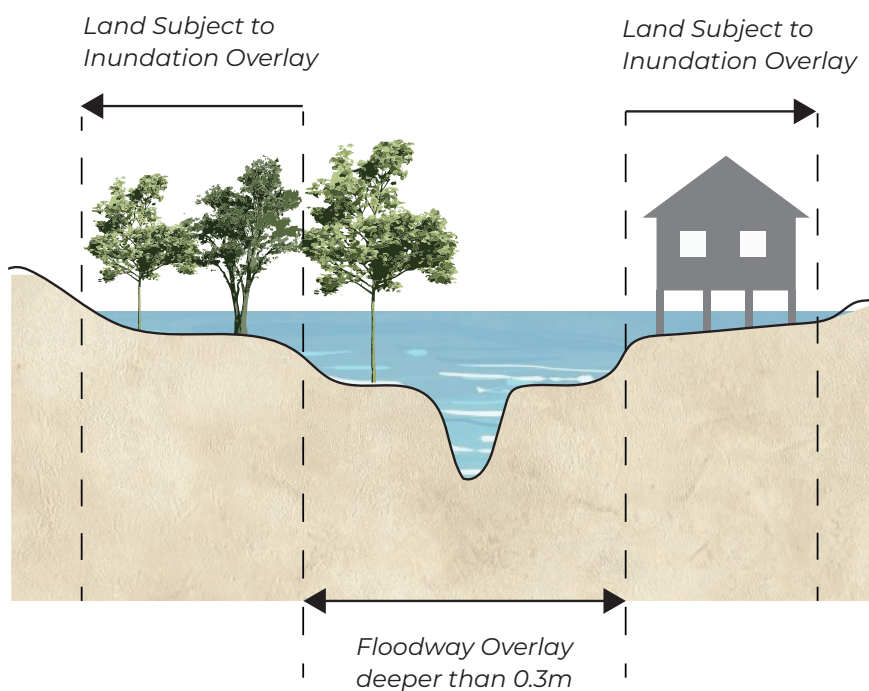 Land Subject to
Inundation Overlay
Land Subject to
Inundation Overlay
Floodway Overlay
deeper than 0.3m